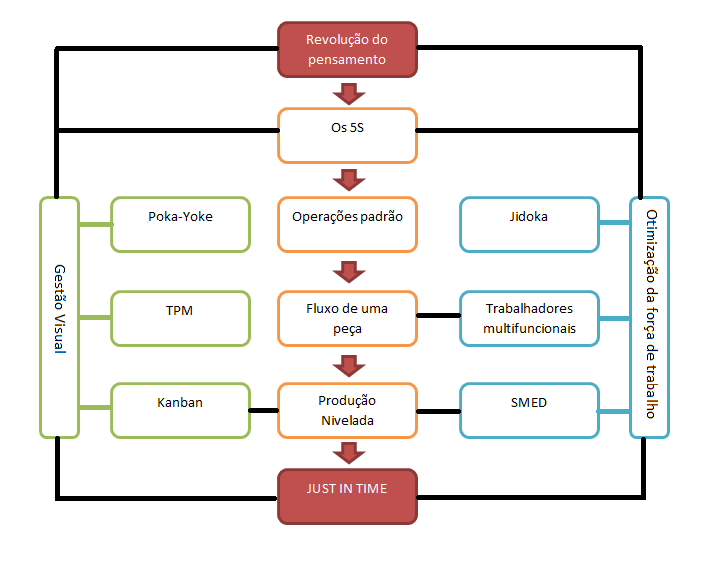 Revolução do
pensamento
Os 5S
Poka-Yoke
Operações padrão
Jidoka
Gestão Visual
Otimização da força de trabalho
TPM
Fluxo de uma
peça
Trabalhadores
multifuncionais
Kanban
Produção
Nivelada
SMED
JUST IN TIME